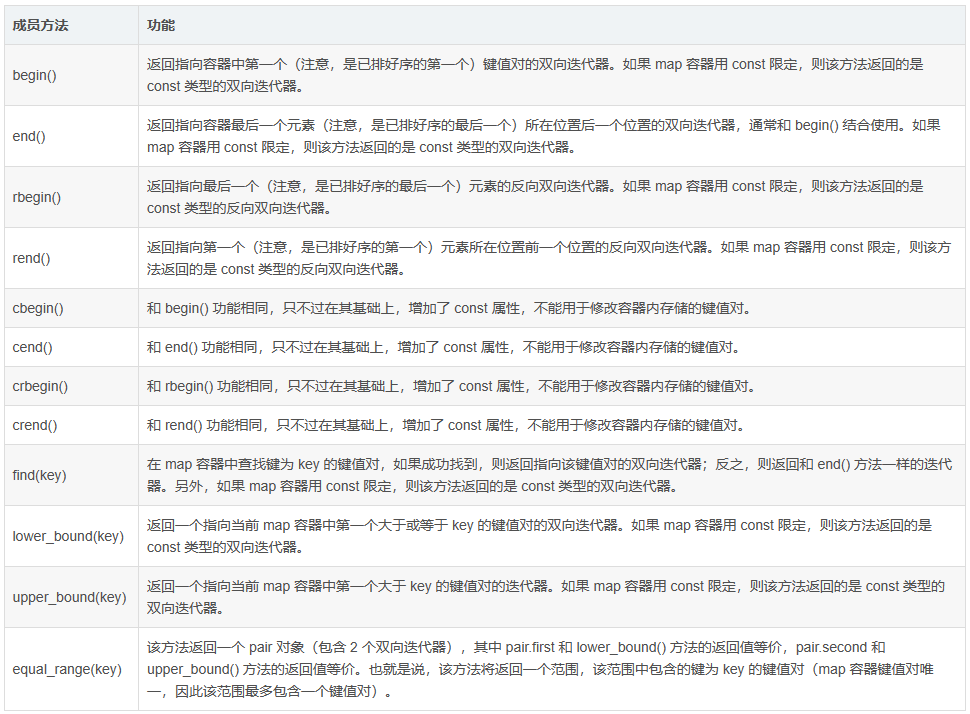 成员方法 功能
begin() 返回指向容器中第一个（注意，是已排好序的第一个）键值对的双向迭代器。如果 map 容器用 const 限定，则该方法返回的是
const 类型的双向迭代器。
end() 返回指向容器最后一个元素（注意，是已排好序的最后一个）所在位置后一个位置的双向迭代器，通常和 begin() 结合使用。如果
map 容器用 const 限定，则该方法返回的是 const 类型的双向迭代器。
rbegin() 返回指向最后一个（注意，是已排好序的最后一个）元素的反向双向迭代器。如果 map 容器用 const 限定，则该方法返回的是
const 类型的反向双向迭代器。
rend() 返回指向第一个（注意，是已排好序的第一个）元素所在位置前一个位置的反向双向迭代器。如果 map 容器用 const 限定，则该方
法返回的是 const 类型的反向双向迭代器。
cbegin() 和 begin() 功能相同，只不过在其基础上，增加了 const 属性，不能用于修改容器内存储的键值对。
cend() 和 end() 功能相同，只不过在其基础上，增加了 const 属性，不能用于修改容器内存储的键值对。
crbegin() 和 rbegin() 功能相同，只不过在其基础上，增加了 const 属性，不能用于修改容器内存储的键值对。
crend() 和 rend() 功能相同，只不过在其基础上，增加了 const 属性，不能用于修改容器内存储的键值对。
find(key) 在 map 容器中查找键为 key 的键值对，如果成功找到，则返回指向该键值对的双向迭代器；反之，则返回和 end() 方法一样的迭代
器。另外，如果 map 容器用 const 限定，则该方法返回的是 const 类型的双向迭代器。
lower_bound(key) 返回一个指向当前 map 容器中第一个大于或等于 key 的键值对的双向迭代器。如果 map 容器用 const 限定，则该方法返回的是
const 类型的双向迭代器。
upper_bound(key) 返回一个指向当前 map 容器中第一个大于 key 的键值对的迭代器。如果 map 容器用 const 限定，则该方法返回的是 const 类型的
双向迭代器。
equal_range(key) 该方法返回一个 pair 对象（包含 2 个双向迭代器），其中 pair.first 和 lower_bound() 方法的返回值等价，pair.second 和
upper_bound() 方法的返回值等价。也就是说，该方法将返回一个范围，该范围中包含的键为 key 的键值对（map 容器键值对唯
一，因此该范围最多包含一个键值对）。